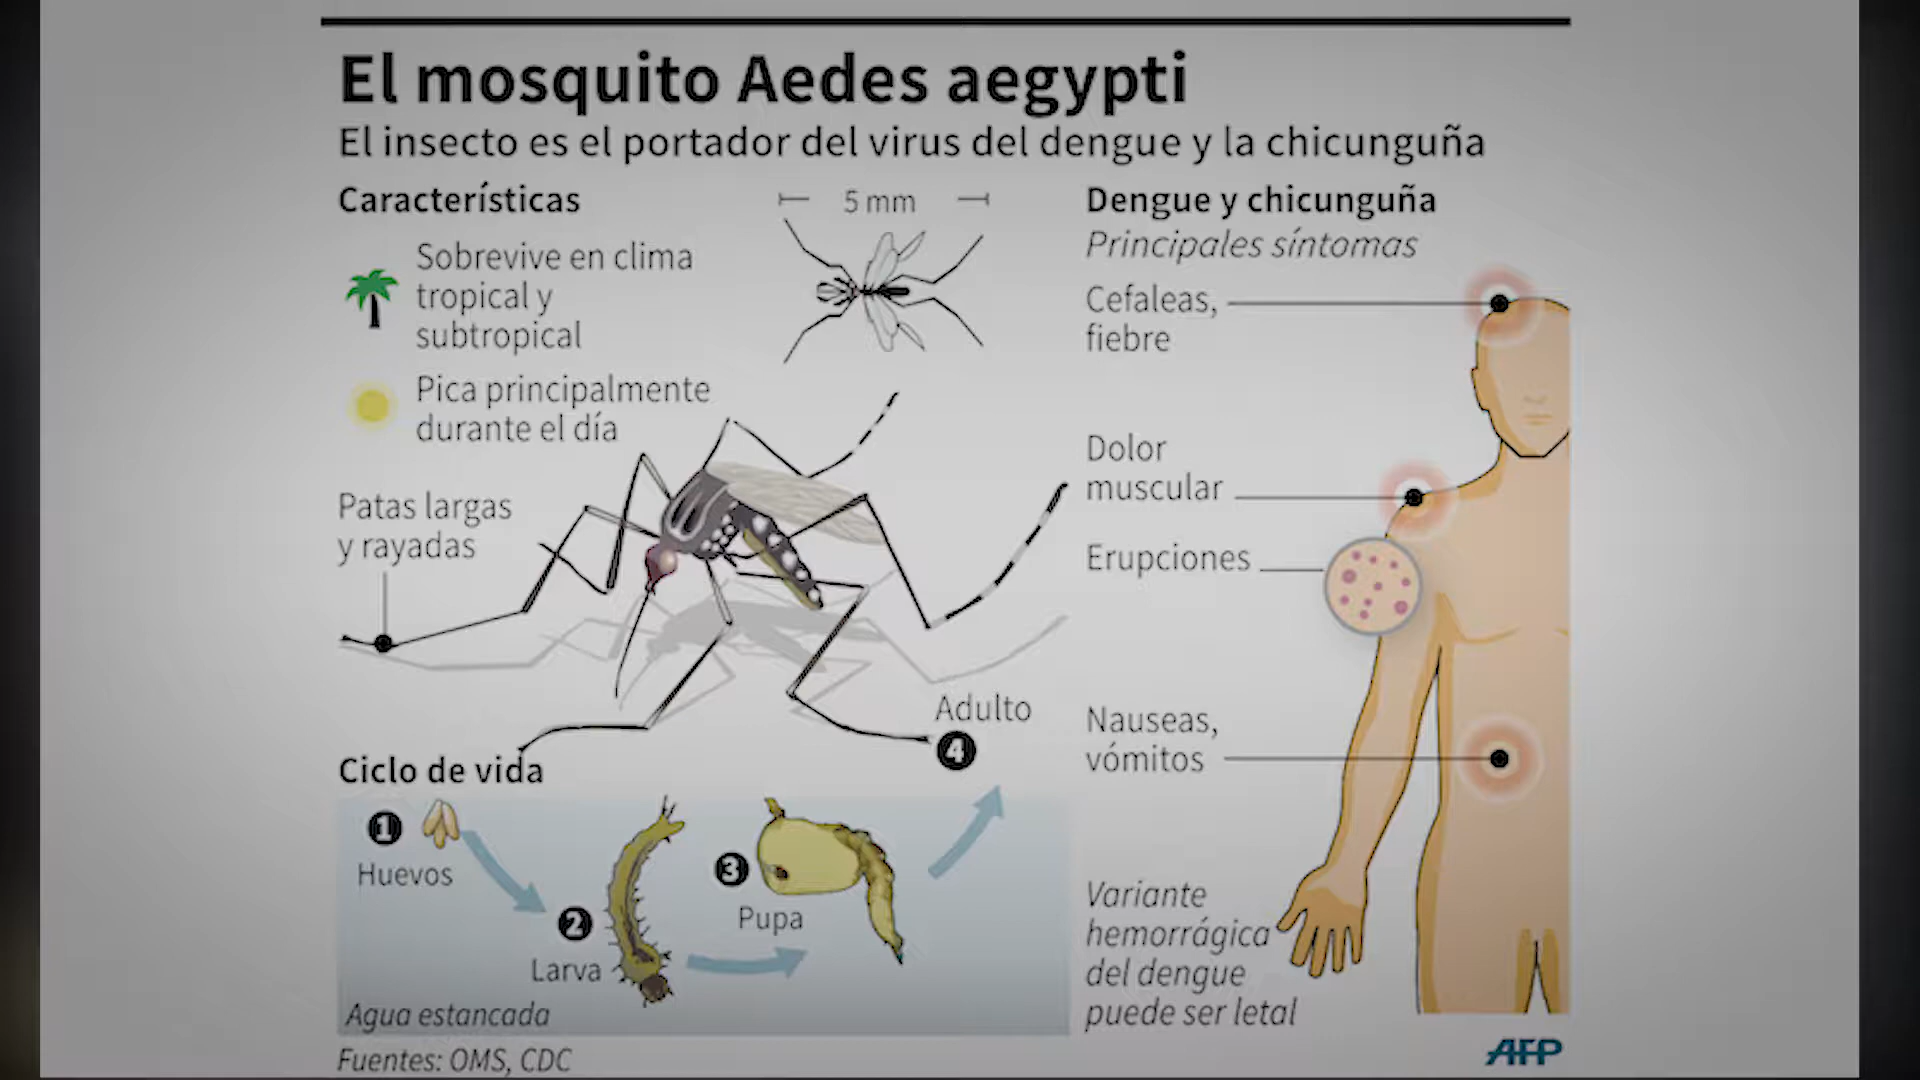 El mosquito Aedes aegypti
El insecto es el portador del virus del dengue y la chicunguña
Características
Sobrevive en clima
tropical y
subtropical
Pica principalmente
durante el día
Patas largas
y rayadas
5 mm
Ciclo de vida
1
Huevos
2
Larva
3
Pupa
Adulto
4
Agua estancada
Fuentes: OMS, CDC
Dengue y chicunguña
Principales síntomas
Cefaleas,
fiebre
Dolor
muscular
Erupciones
Nauseas,
vómitos
Variante
hemorrágica
del dengue
puede ser letal
AFP